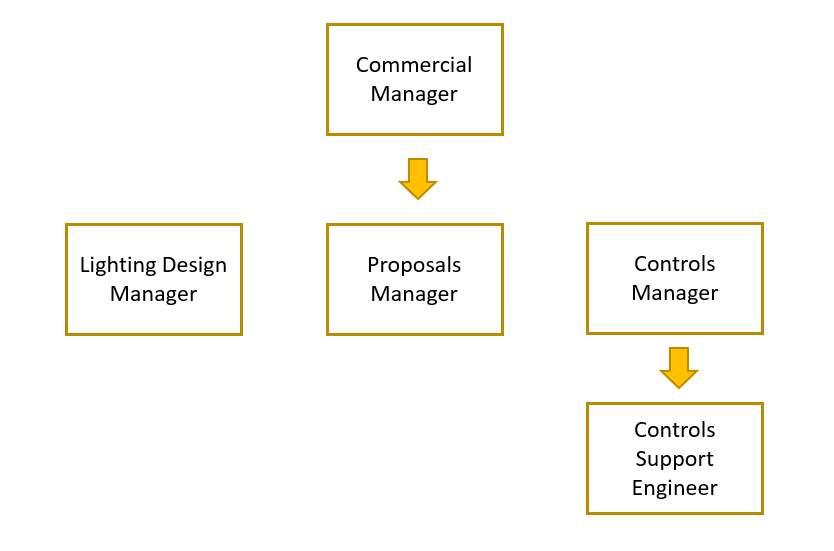 Commercial
Manager
Lighting Design
Manager
Proposals
Manager
Controls
Manager
Controls
Support
Engineer